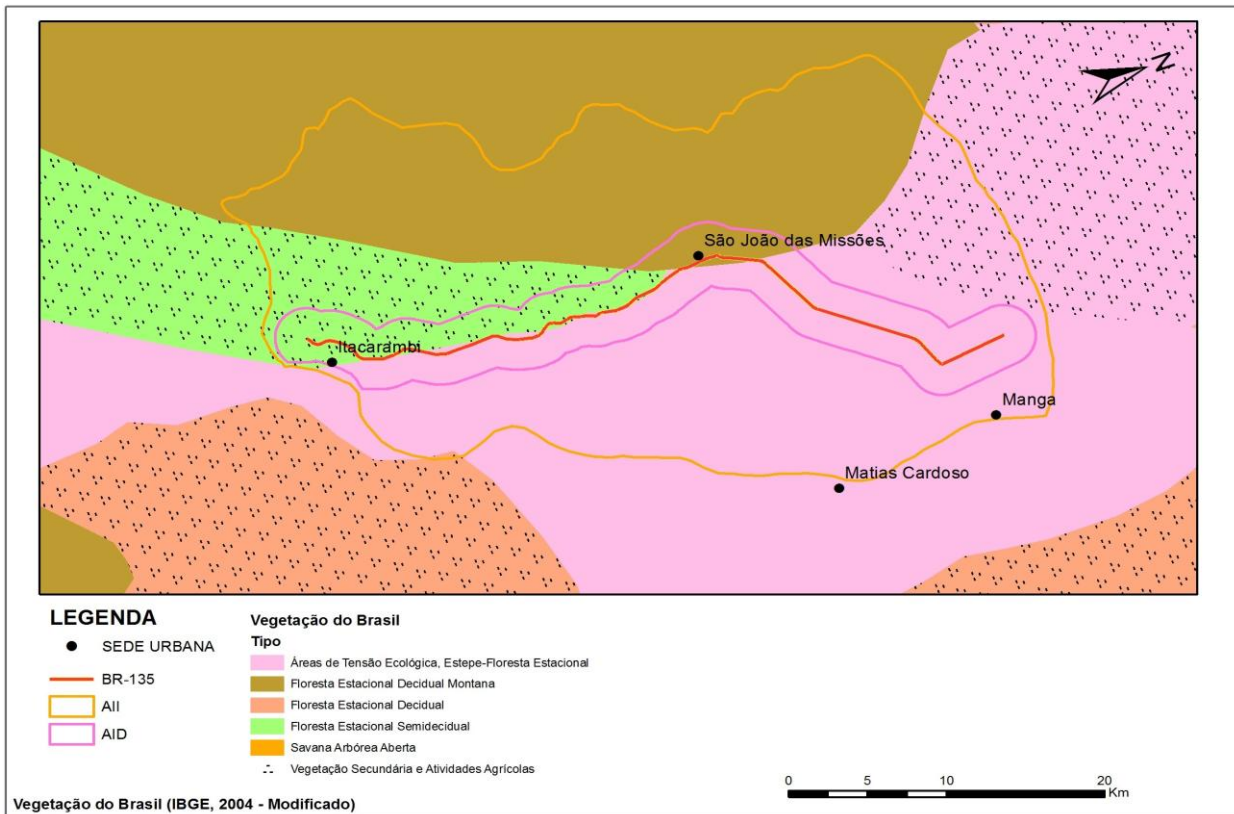 N
São João das Missões
Itacarambi
Manga
Matias Cardoso
LEGENDA
SEDE URBANA
BR-135
AII
AID
Vegetação do Brasil
Tipo
Áreas de Tensão Ecológica, Estepe-Floresta Estacional
Floresta Estacional Decidual Montana
Floresta Estacional Decidual
Floresta Estacional Semidecidual
Savana Arbórea Aberta
Vegetação Secundária e Atividades Agrícolas
0 5 10 20
Km
Vegetação do Brasil (IBGE, 2004 - Modificado)